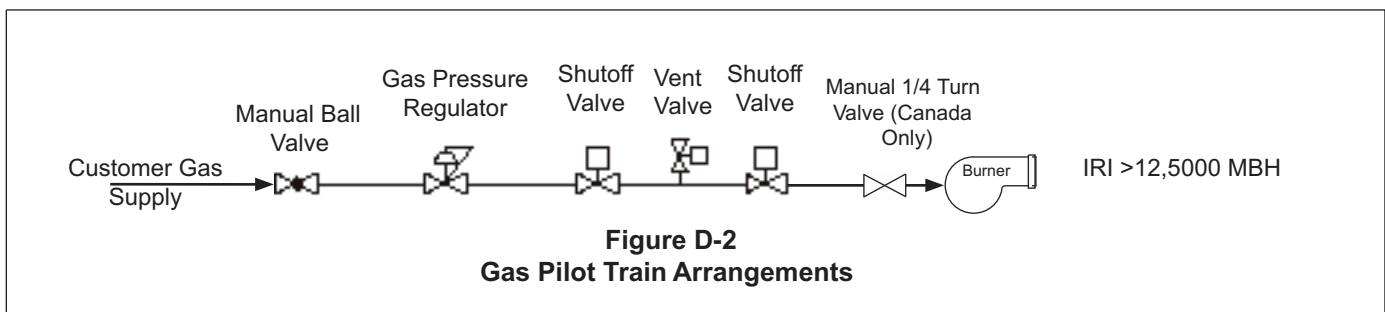 Customer Gas
Supply
Manual Ball
Valve
Gas Pressure
Regulator
Shutoff
Valve
Vent
Valve
Shutoff
Valve
Manual 1/4 Turn
Valve (Canada
Only)
Burner
IRI >12,5000 MBH
Figure D-2
Gas Pilot Train Arrangements